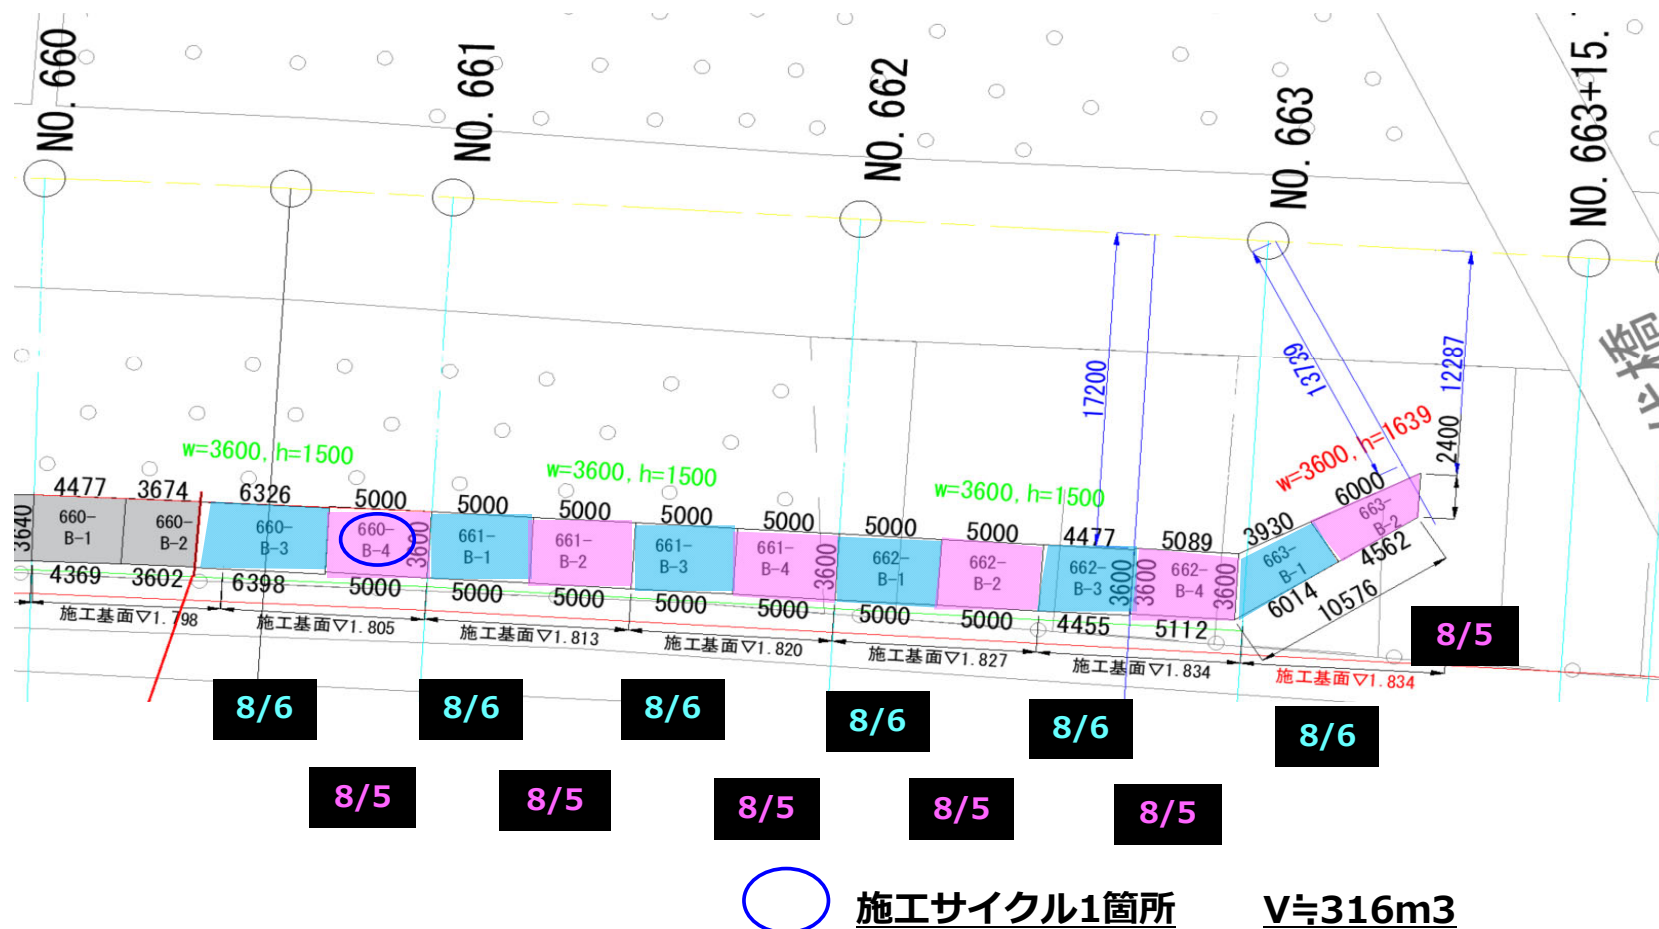 NO. 660
NO. 661
NO. 662
NO. 663
NO. 663+15.
17200
13739
12287
2400
w=3600, h=1500
w=3600, h=1500
w=3600, h=1500
w=3600, h=1639
4477 3674 6326 5000 5000 5000 5000 5000 5000 5000 4477 5089 3930 6000
3640
660-
B-1
660-
B-2
660-
B-3
660-
B-4
3600
661-
B-1
661-
B-2
661-
B-3
661-
B-4
3600
662-
B-1
662-
B-2
662-
B-3
3600
3600
662-
B-4
3600
663-
B-1
663-
B-2
4369 3602 6398 5000 5000 5000 5000 5000 5000 5000 4455 5112 6014 4562
10576
施工基面▽1.798
施工基面▽1.805
施工基面▽1.813
施工基面▽1.820
施工基面▽1.827
施工基面▽1.834
施工基面▽1.834
8/5
8/6 8/6 8/6 8/6 8/6 8/6
8/5 8/5 8/5 8/5 8/5
施工サイクル1箇所 V≒316m3